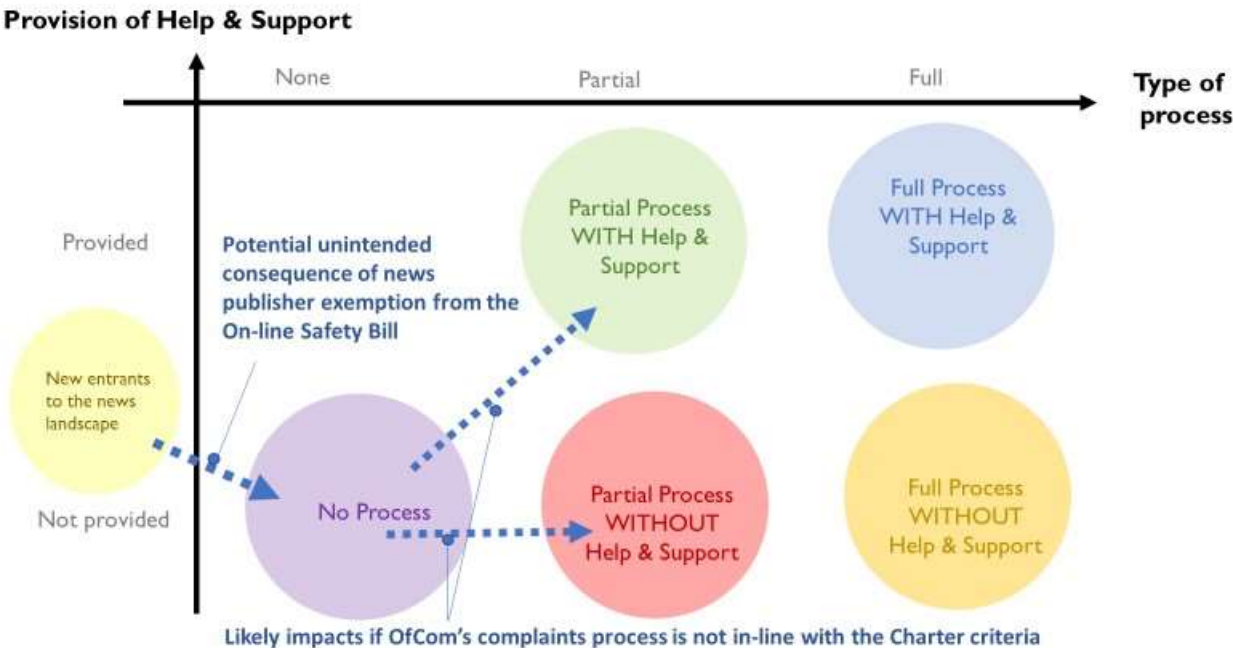 Provision of Help & Support
None
Partial
Full
Type of
process
Provided
Not provided
Potential unintended
consequence of news
publisher exemption from the
On-line Safety Bill
Partial Process
WITH Help &
Support
Full Process
WITH Help &
Support
New entrants
to the news
landscape
No Process
Partial Process
WITHOUT
Help & Support
Full Process
WITHOUT
Help & Support
Likely impacts if OfCom's complaints process is not in-line with the Charter criteria